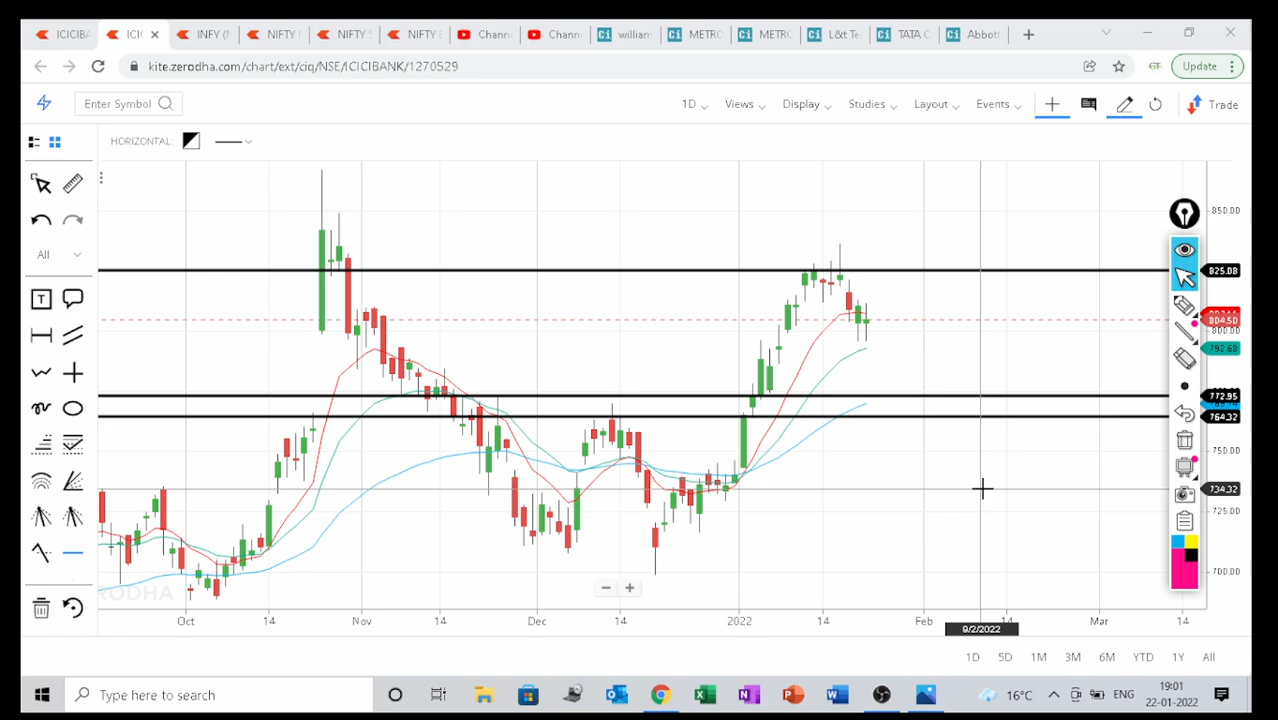 ICICIBA
ICIC
INFY (N
NIFTY
NIFTY S
NIFTY F
Chann
Chann
william
METRO
METRO
L&t Te
TATA C
Abbott
kite.zerodha.com/chart/ext/ciq/NSE/ICICIBANK/1270529
Update
Enter Symbol
1D
Views
Display
Studies
Layout
Events
Trade
HORIZONTAL:
All
850.00
825.08
804.50
800.00
792.68
772.95
764.32
750.00
734.32
725.00
700.00
Oct
14
Nov
14
Dec
14
2022
14
Feb
14
Mar
14
9/2/2022
1D
5D
1M
3M
6M
YTD
1Y
All
Type here to search
16°C
ENG
19:01
22-01-2022